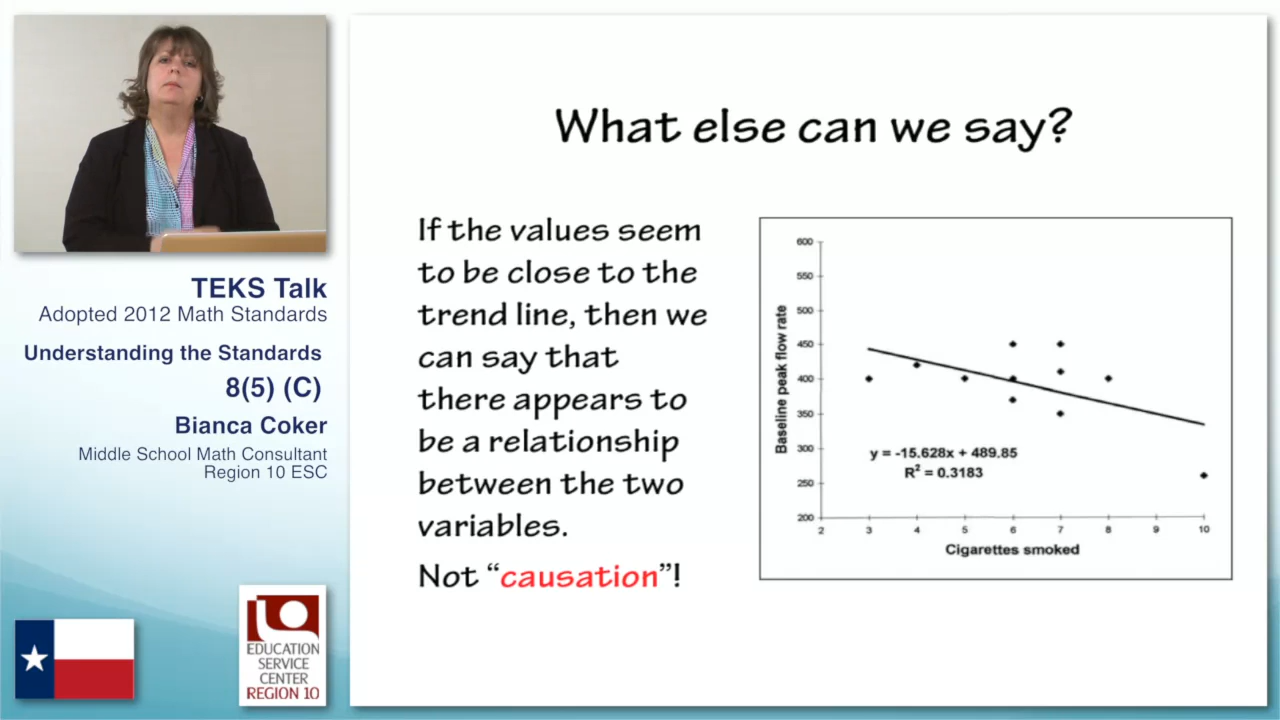 TEKS Talk
Adopted 2012 Math Standards
Understanding the Standards
8(5) (C)
Bianca Coker
Middle School Math Consultant
Region 10 ESC
EDUCATION
SERVICE
CENTER
REGION 10
What else can we say?
If the values seem
to be close to the
trend line, then we
can say that
there appears to
be a relationship
between the two
variables.
Not “causation”!
Baseline peak flow rate
600
550
500
450
400
350
300
250
200
y = -15.628x + 489.85
R² = 0.3183
2 3 4 5 6 7 8 9 10
Cigarettes smoked